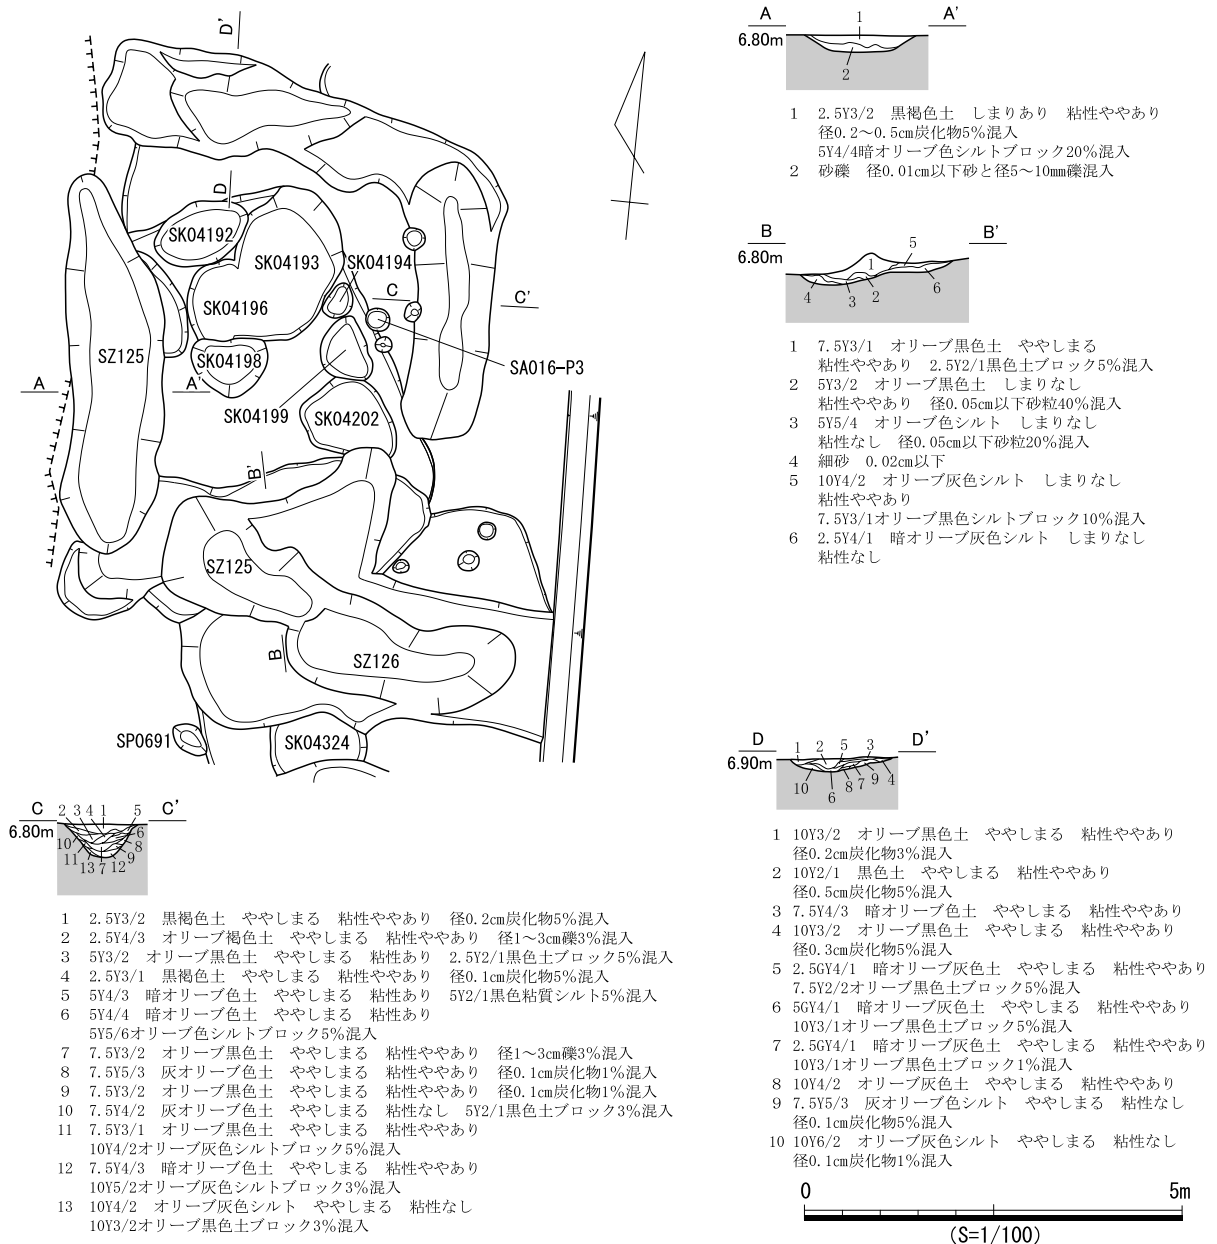 D'
D
SK04192
SK04193
SK04194
SK04196
C
C'
SZ125
SK04198
SA016-P3
A
A'
SK04199
SK04202
B'
SZ125
B
SZ126
SP0691
SK04324
A
A'
6.80m
1
2
1 2.5Y3/2 黒褐色土 しまりあり 粘性ややあり
径0.2～0.5cm炭化物5%混入
5Y4/4暗オリーブ色シルトブロック20%混入
2 砂礫 径0.01cm以下砂と径5～10mm礫混入
B
B'
6.80m
5
1
4
3
2
6
1 7.5Y3/1 オリーブ黒色土 ややしまる
粘性ややあり 2.5Y2/1黒色土ブロック5%混入
2 5Y3/2 オリーブ黒色土 しまりなし
粘性ややあり 径0.05cm以下砂粒40%混入
3 5Y5/4 オリーブ色シルト しまりなし
粘性なし 径0.05cm以下砂粒20%混入
4 細砂 0.02cm以下
5 10Y4/2 オリーブ灰色シルト しまりなし
粘性ややあり
7.5Y3/1オリーブ黒色シルトブロック10%混入
6 2.5Y4/1 暗オリーブ灰色シルト しまりなし
粘性なし
C 2 3 4 1 5 C'
6.80m
6
10 8
11 9
13 7 12
1 2.5Y3/2 黒褐色土 ややしまる 粘性ややあり 径0.2cm炭化物5%混入
2 2.5Y4/3 オリーブ褐色土 ややしまる 粘性ややあり 径1～3cm礫3%混入
3 5Y3/2 オリーブ黒色土 ややしまる 粘性あり 2.5Y2/1黒色土ブロック5%混入
4 2.5Y3/1 黒褐色土 ややしまる 粘性ややあり 径0.1cm炭化物5%混入
5 5Y4/3 暗オリーブ色土 ややしまる 粘性あり 5Y2/1黒色粘質シルト5%混入
6 5Y4/4 暗オリーブ色土 ややしまる 粘性あり
5Y5/6オリーブ色シルトブロック5%混入
7 7.5Y3/2 オリーブ黒色土 ややしまる 粘性ややあり 径1～3cm礫3%混入
8 7.5Y5/3 灰オリーブ色土 ややしまる 粘性ややあり 径0.1cm炭化物1%混入
9 7.5Y3/2 オリーブ黒色土 ややしまる 粘性ややあり 径0.1cm炭化物1%混入
10 7.5Y4/2 灰オリーブ色土 ややしまる 粘性なし 5Y2/1黒色土ブロック3%混入
11 7.5Y3/1 オリーブ黒色土 ややしまる 粘性ややあり
10Y4/2オリーブ灰色シルトブロック5%混入
12 7.5Y4/3 暗オリーブ色土 ややしまる 粘性ややあり
10Y5/2オリーブ灰色シルトブロック3%混入
13 10Y4/2 オリーブ灰色シルト ややしまる 粘性なし
10Y3/2オリーブ黒色土ブロック3%混入
D
D'
6.90m
1 2 5 3
10 6 8 7 9 4
1 10Y3/2 オリーブ黒色土 ややしまる 粘性ややあり
径0.2cm炭化物3%混入
2 10Y2/1 黒色土 ややしまる 粘性ややあり
径0.5cm炭化物5%混入
3 7.5Y4/3 暗オリーブ色土 ややしまる 粘性ややあり
4 10Y3/2 オリーブ黒色土 ややしまる 粘性ややあり
径0.3cm炭化物5%混入
5 2.5GY4/1 暗オリーブ灰色土 ややしまる 粘性ややあり
7.5Y2/2オリーブ黒色土ブロック5%混入
6 5GY4/1 暗オリーブ灰色土 ややしまる 粘性ややあり
10Y3/1オリーブ黒色土ブロック5%混入
7 2.5GY4/1 暗オリーブ灰色土 ややしまる 粘性ややあり
10Y3/1オリーブ黒色土ブロック1%混入
8 10Y4/2 オリーブ灰色土 ややしまる 粘性ややあり
9 7.5Y5/3 灰オリーブ色シルト ややしまる 粘性なし
径0.1cm炭化物5%混入
10 10Y6/2 オリーブ灰色シルト ややしまる 粘性なし
径0.1cm炭化物1%混入
0 5m
(S=1/100)